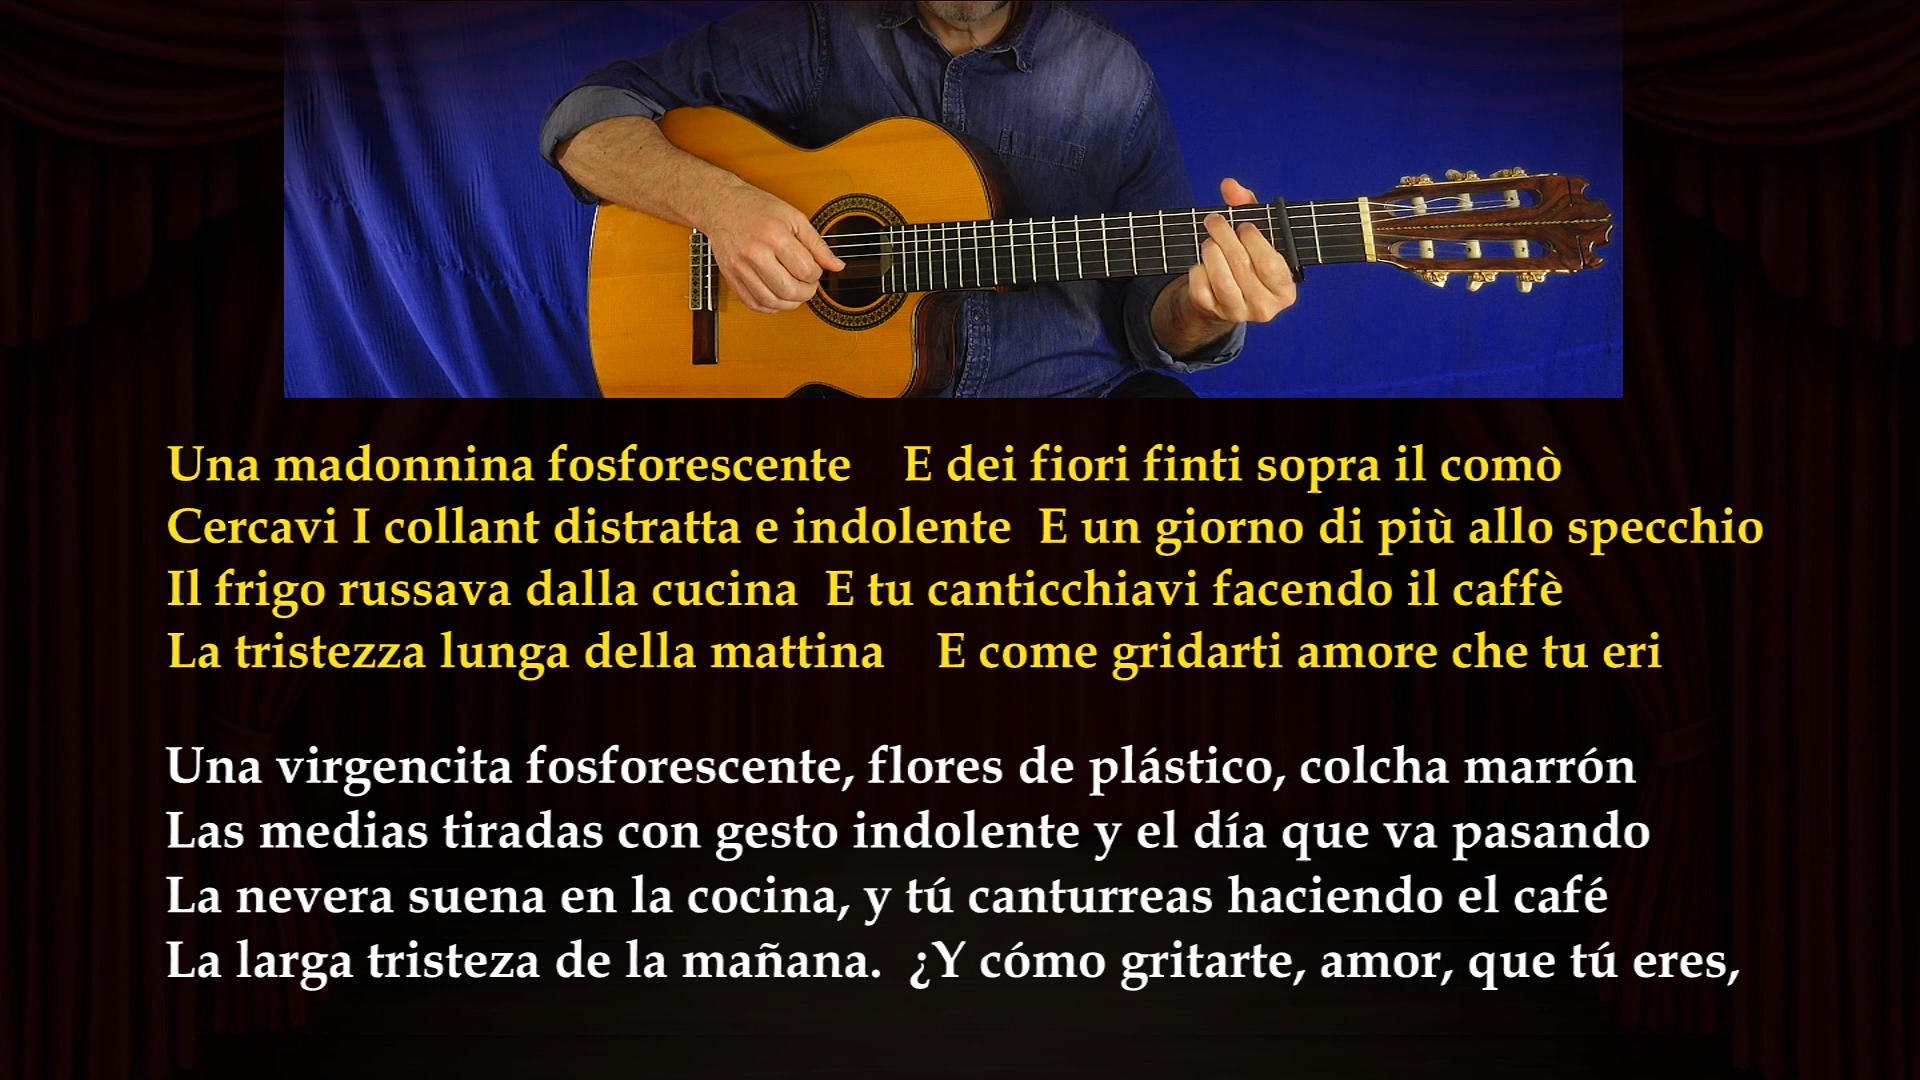 Una madonnina fosforescente E dei fiori finti sopra il comò
Cercavi I collant distratta e indolente E un giorno di più allo specchio
Il frigo russava dalla cucina E tu canticchiavi facendo il caffè
La tristezza lunga della mattina E come gridarti amore che tu eri
Una virgencita fosforescente, flores de plástico, colcha marrón
Las medias tiradas con gesto indolente y el día que va pasando
La nevera suena en la cocina, y tú canturreas haciendo el café
La larga tristeza de la mañana. ¿Y cómo gritarte, amor, que tú eres,